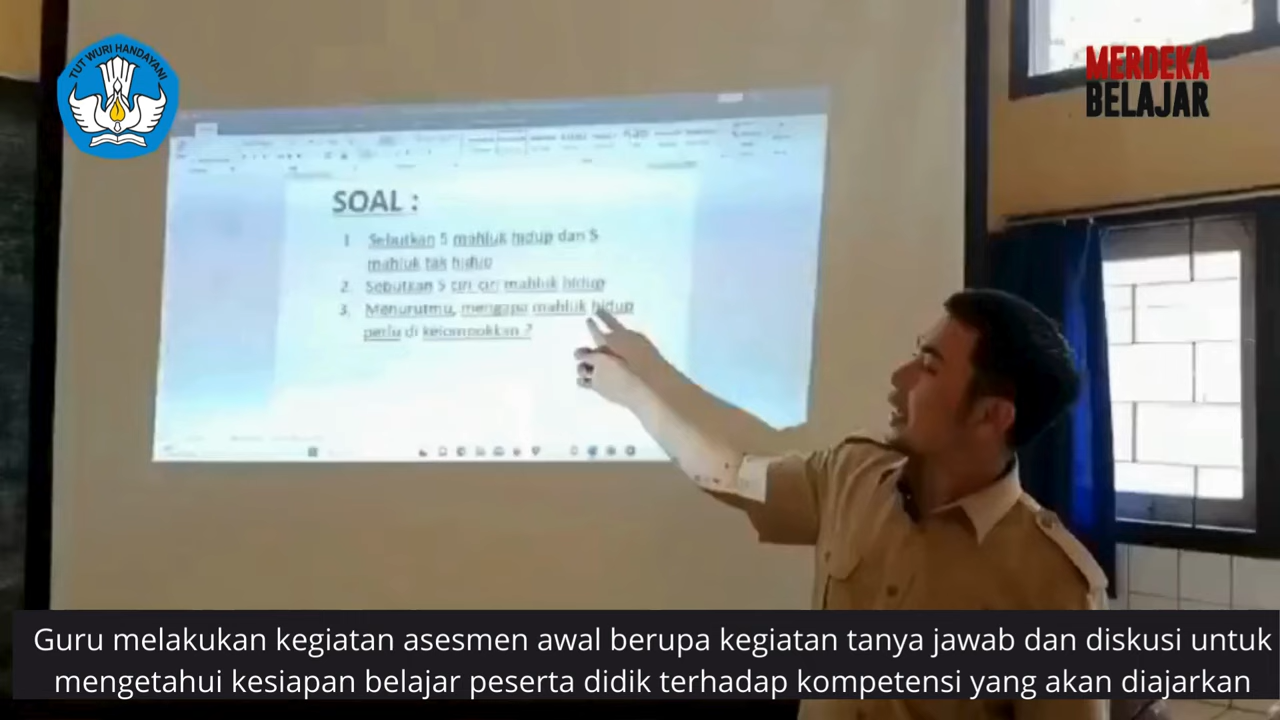 TUT WURI HANDAYANI
MERDEKA
BELAJAR
SOAL :
1. Sebutkan 5 mahluk hidup dan 5
mahluk tak hidup
2. Sebutkan 5 ciri ciri mahluk hidup
3. Menurutmu, mengapa mahluk hidup
perlu di kelompokkan ?
Guru melakukan kegiatan asesmen awal berupa kegiatan tanya jawab dan diskusi untuk
mengetahui kesiapan belajar peserta didik terhadap kompetensi yang akan diajarkan